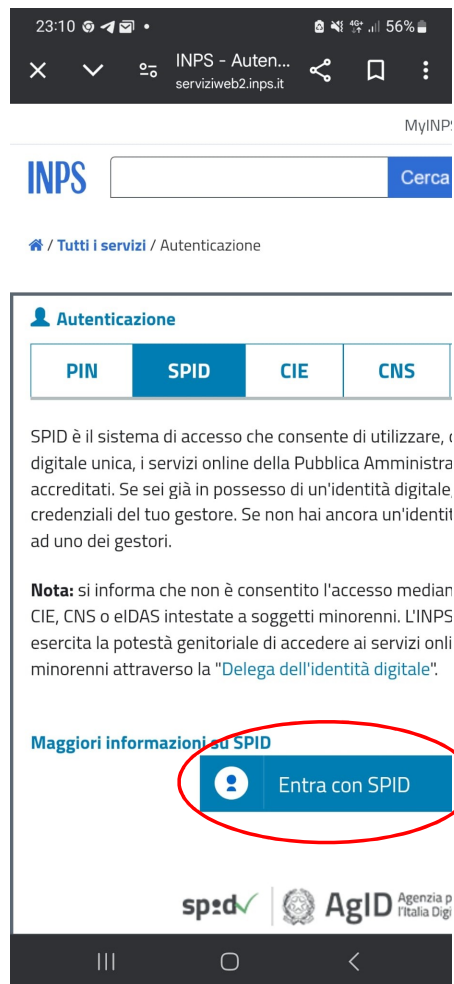 23:10
4G+ 56%
INPS - Auten...
serviziweb2.inps.it
MyINPS
INPS
Cerca
/ Tutti i servizi / Autenticazione
Autenticazione
PIN SPID CIE CNS
SPID è il sistema di accesso che consente di utilizzare,
digitale unica, i servizi online della Pubblica Amministra
accreditati. Se sei già in possesso di un'identità digitale,
credenziali del tuo gestore. Se non hai ancora un'identit
ad uno dei gestori.
Nota: si informa che non è consentito l'accesso median
CIE, CNS o eIDAS intestate a soggetti minorenni. L'INPS
esercita la potestà genitoriale di accedere ai servizi onli
minorenni attraverso la "Delega dell'identità digitale".
Maggiori informazioni su SPID
Entra con SPID
spid AgID Agenzia p
l'Italia Digi